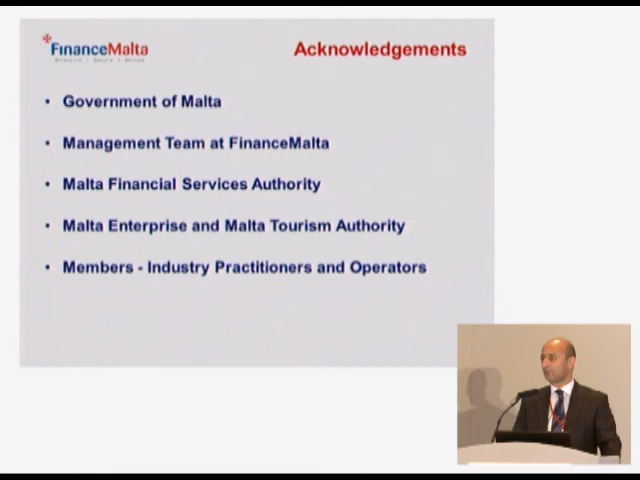 FinanceMalta
Acknowledgements
• Government of Malta
• Management Team at FinanceMalta
• Malta Financial Services Authority
• Malta Enterprise and Malta Tourism Authority
• Members - Industry Practitioners and Operators